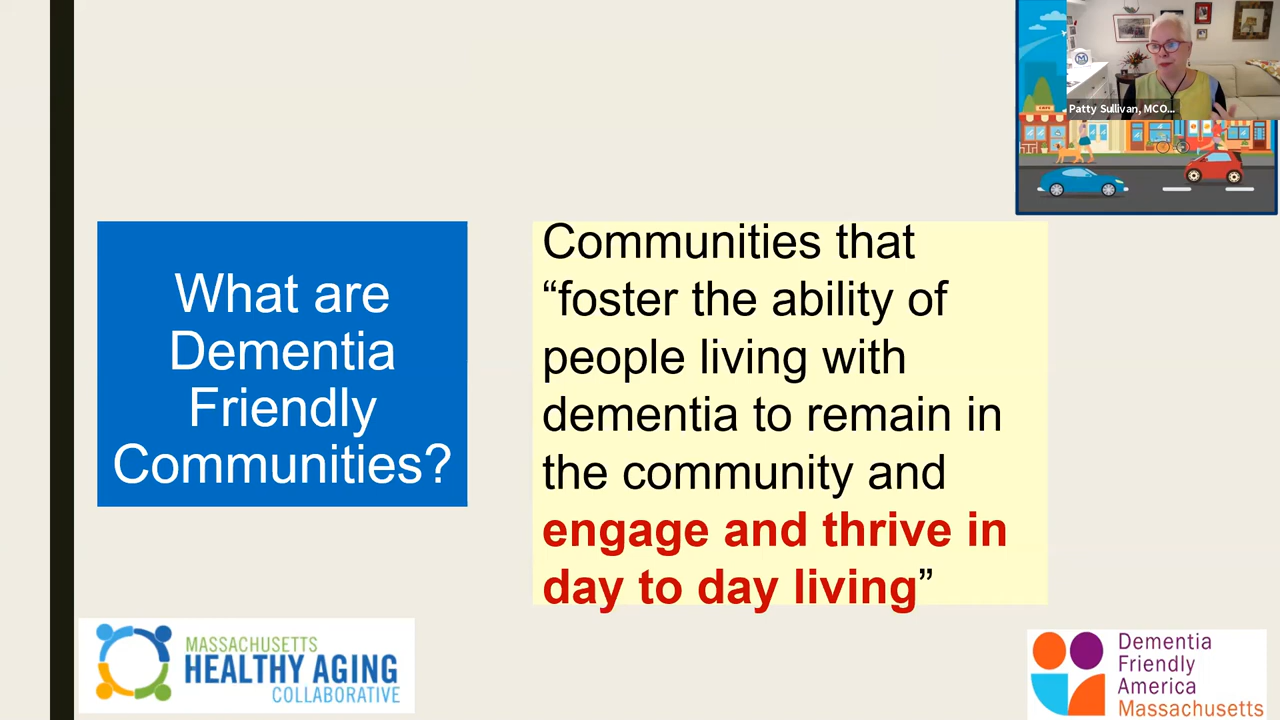 Patty Sullivan, MCO...
What are
Dementia
Friendly
Communities?
Communities that
“foster the ability of
people living with
dementia to remain in
the community and
engage and thrive in
day to day living”
MASSACHUSETTS
HEALTHY AGING
COLLABORATIVE
Dementia
Friendly
America
Massachusetts